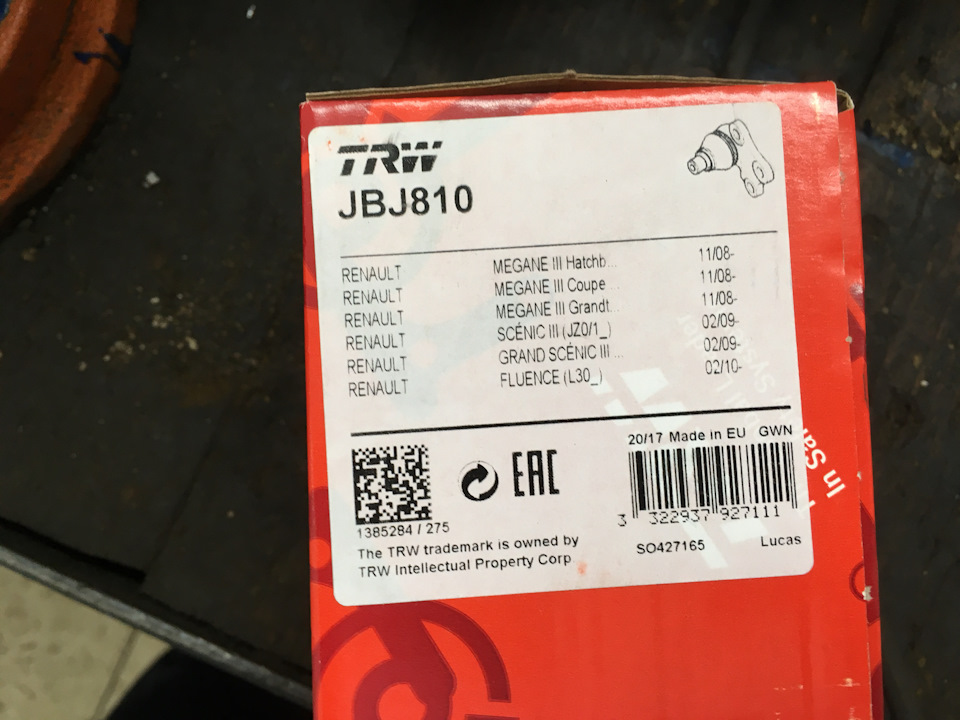 TRW
JBJ810
RENAULT MEGANE III Hatchb... 11/08-
RENAULT MEGANE III Coupe... 11/08-
RENAULT MEGANE III Grandt... 11/08-
RENAULT SCÉNIC III (JZ0/1_) 02/09-
RENAULT GRAND SCÉNIC III ... 02/09-
RENAULT FLUENCE (L30_) 02/10-
20/17 Made in EU GWN
EAC
3 322937 927111
1385284 / 275
The TRW trademark is owned by
TRW Intellectual Property Corp
SO427165 Lucas